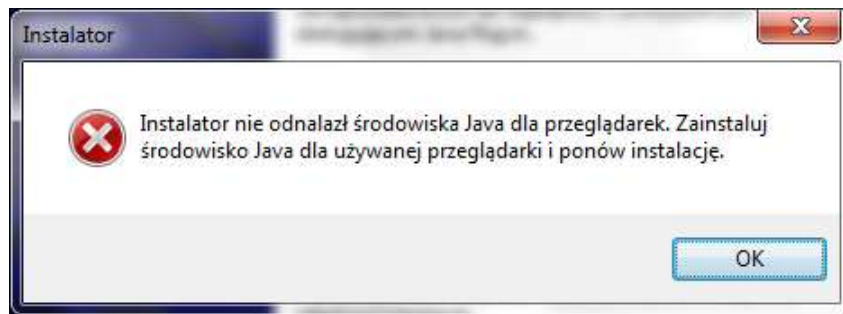 Instalator
Instalator nie odnalazł środowiska Java dla przeglądarek. Zainstaluj
środowisko Java dla używanej przeglądarki i ponów instalację.
OK